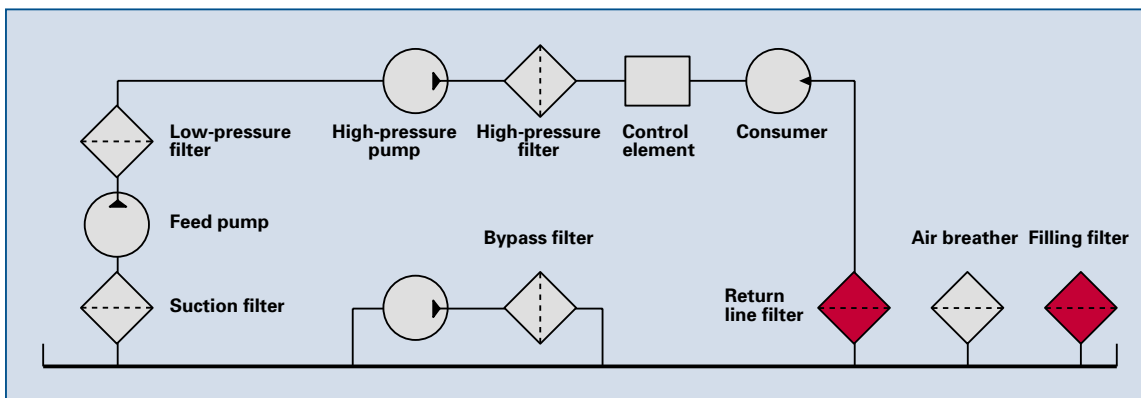 Low-pressure
filter
High-pressure
pump
High-pressure
filter
Control
element
Consumer
Feed pump
Bypass filter
Air breather
Filling filter
Suction filter
Return
line filter